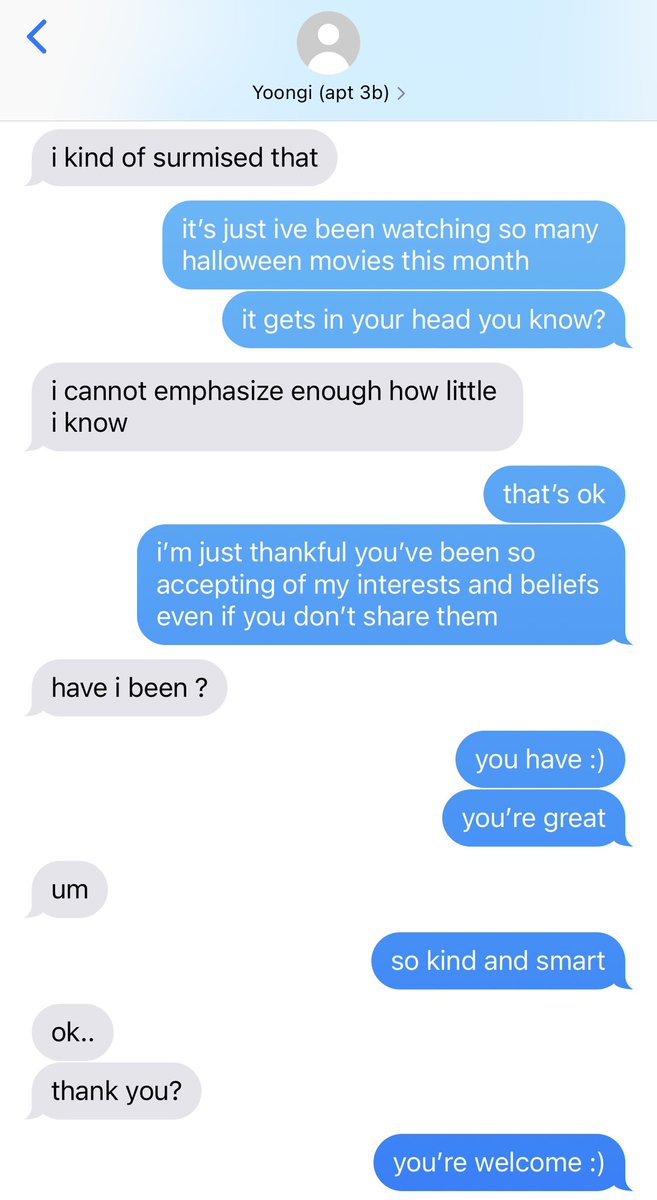 Yoongi (apt 3b)
i kind of surmised that
it’s just ive been watching so many
halloween movies this month
it gets in your head you know?
i cannot emphasize enough how little
i know
that’s ok
i’m just thankful you’ve been so
accepting of my interests and beliefs
even if you don’t share them
have i been ?
you have :)
you’re great
um
so kind and smart
ok..
thank you?
you’re welcome :)